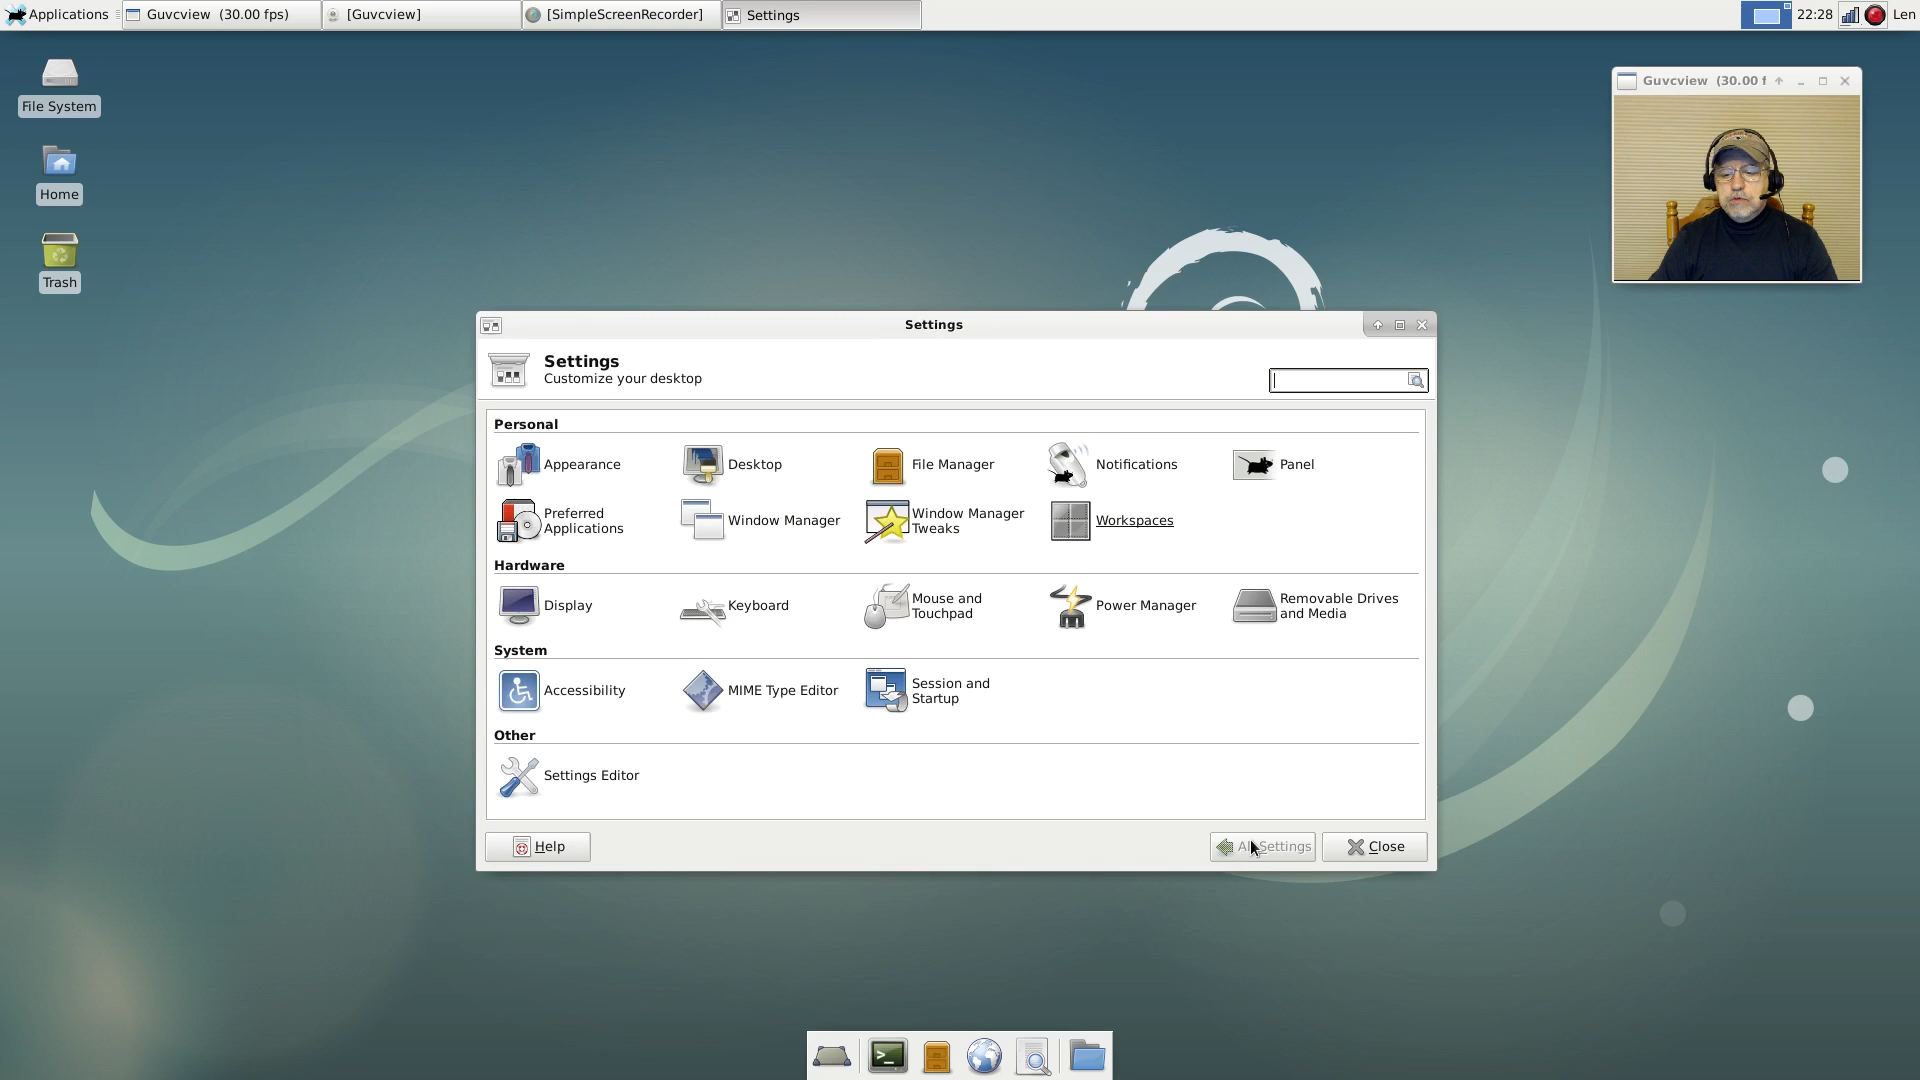 Applications
Guvcview (30.00 fps)
[Guvcview]
[SimpleScreenRecorder]
Settings
22:28
Len
File System
Home
Trash
Guvcview (30.00 f
Settings
Settings
Customize your desktop
Personal
Appearance
Desktop
File Manager
Notifications
Panel
Preferred
Applications
Window Manager
Window Manager
Tweaks
Workspaces
Hardware
Display
Keyboard
Mouse and
Touchpad
Power Manager
Removable Drives
and Media
System
Accessibility
MIME Type Editor
Session and
Startup
Other
Settings Editor
Help
All Settings
Close